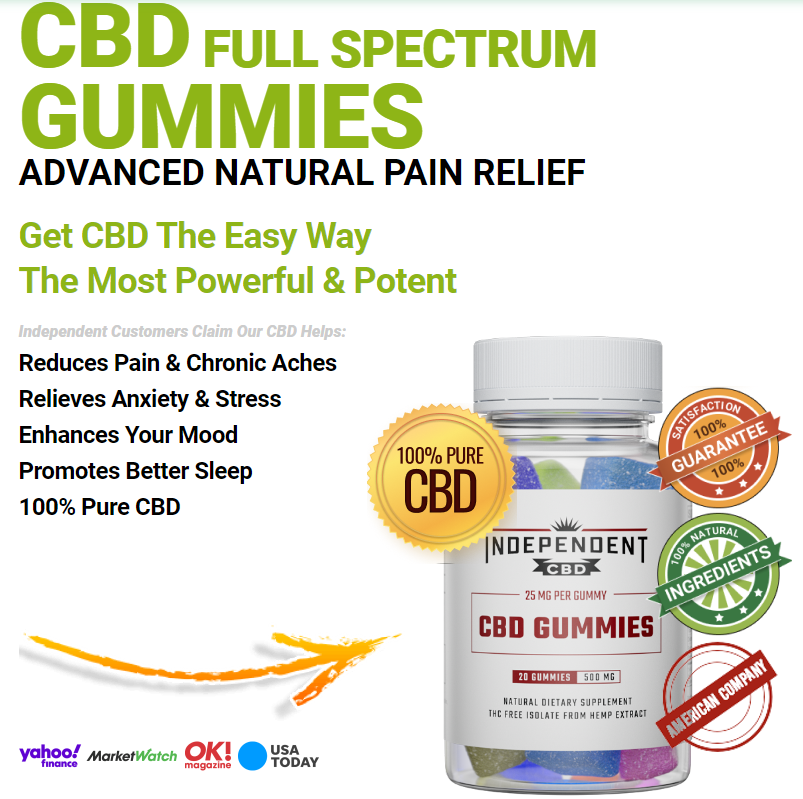 CBD FULL SPECTRUM
GUMMIES
ADVANCED NATURAL PAIN RELIEF
Get CBD The Easy Way
The Most Powerful & Potent
Independent Customers Claim Our CBD Helps:
Reduces Pain & Chronic Aches
Relieves Anxiety & Stress
Enhances Your Mood
Promotes Better Sleep
100% Pure CBD
100% PURE
CBD
INDEPENDENT
CBD
25 MG PER GUMMY
CBD GUMMIES
20 GUMMIES 500 MG
NATURAL DIETARY SUPPLEMENT
THC FREE ISOLATE FROM HEMP EXTRACT
SATISFACTION
100%
GUARANTEE
100%
100% NATURAL
INGREDIENTS
AMERICAN COMPANY
yahoo!
finance
MarketWatch
OK!
magazine
USA
TODAY